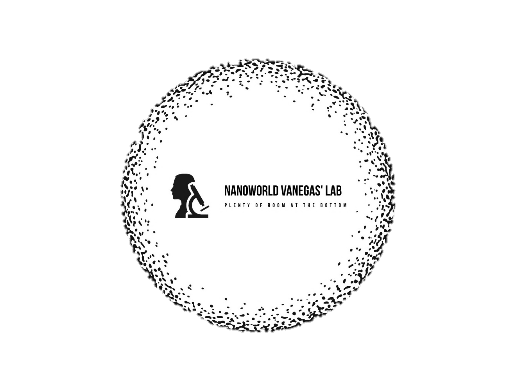 NANOWORLD VANEGAS' LAB
PLENTY OF ROOM AT THE BOTTOM